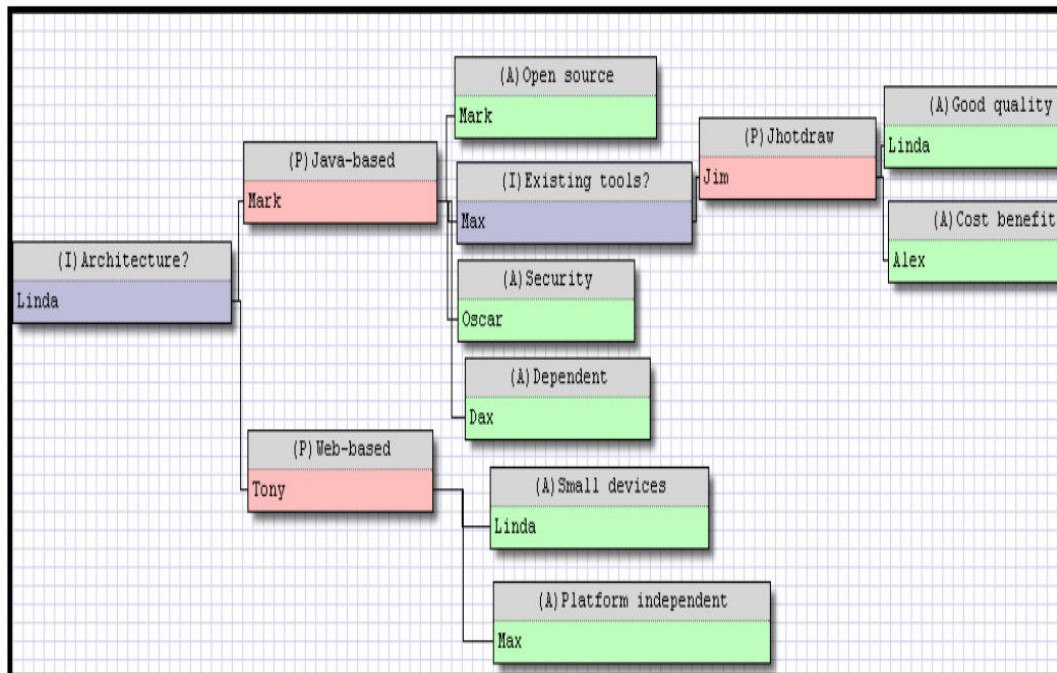 (I)Architecture?
Linda
(P)Java-based
Mark
(A)Open source
Mark
(I)Existing tools?
Max
(P)Jhotdraw
Jim
(A)Good quality
Linda
(A)Cost benefit
Alex
(A)Security
Oscar
(A)Dependent
Dax
(P)Web-based
Tony
(A)Small devices
Linda
(A)Platform independent
Max